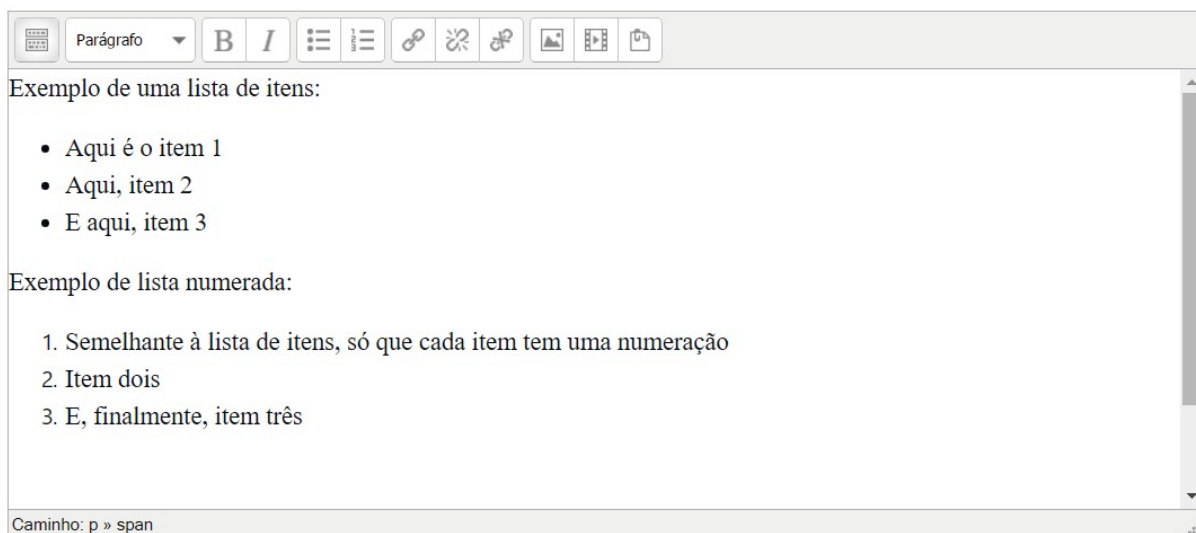 Parágrafo B I
Exemplo de uma lista de itens:
• Aqui é o item 1
• Aqui, item 2
• E aqui, item 3
Exemplo de lista numerada:
1. Semelhante à lista de itens, só que cada item tem uma numeração
2. Item dois
3. E, finalmente, item três
Caminho: p » span